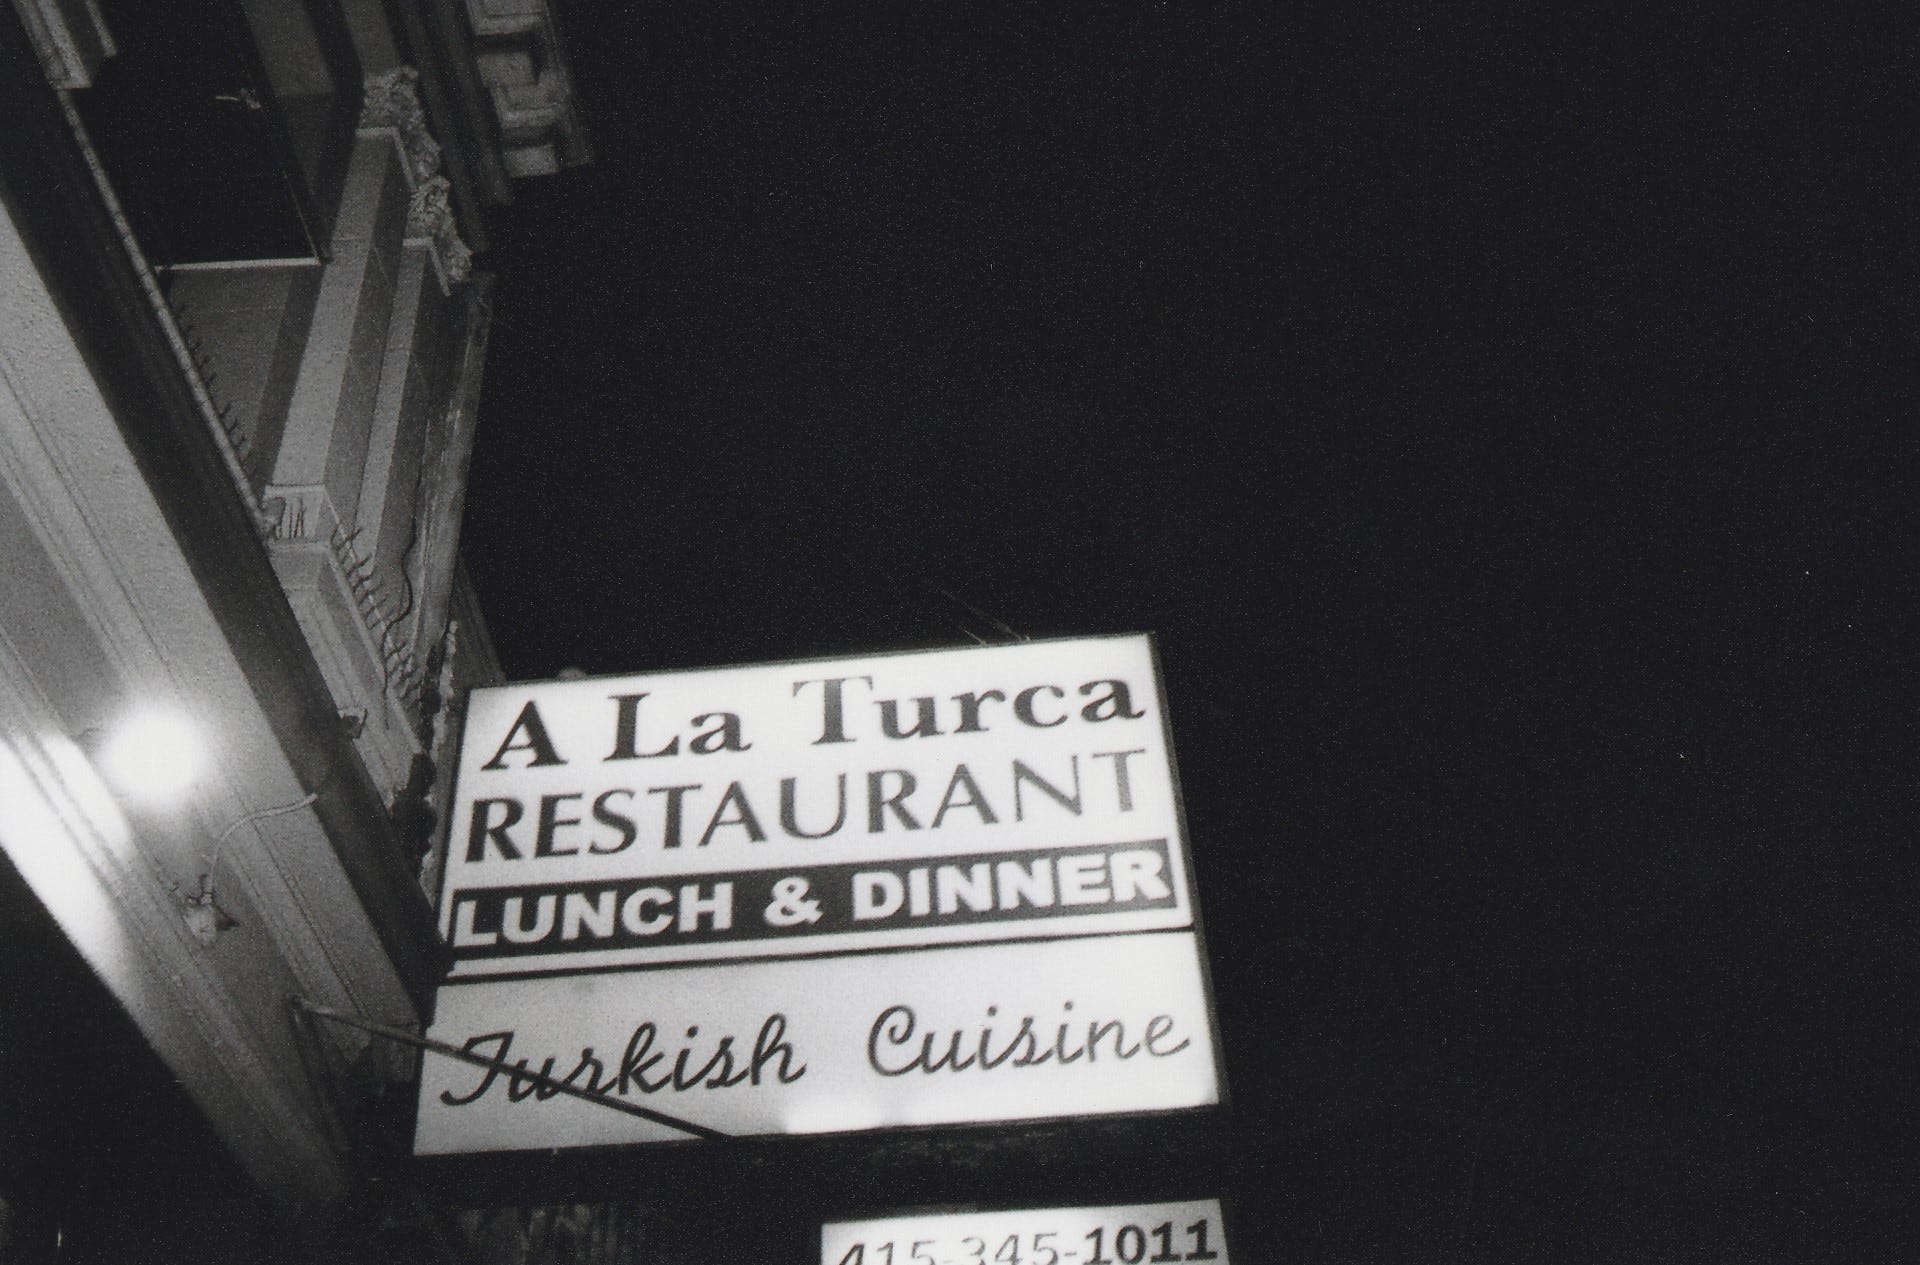 A La Turca
RESTAURANT
LUNCH & DINNER
Turkish Cuisine
415-345-1011